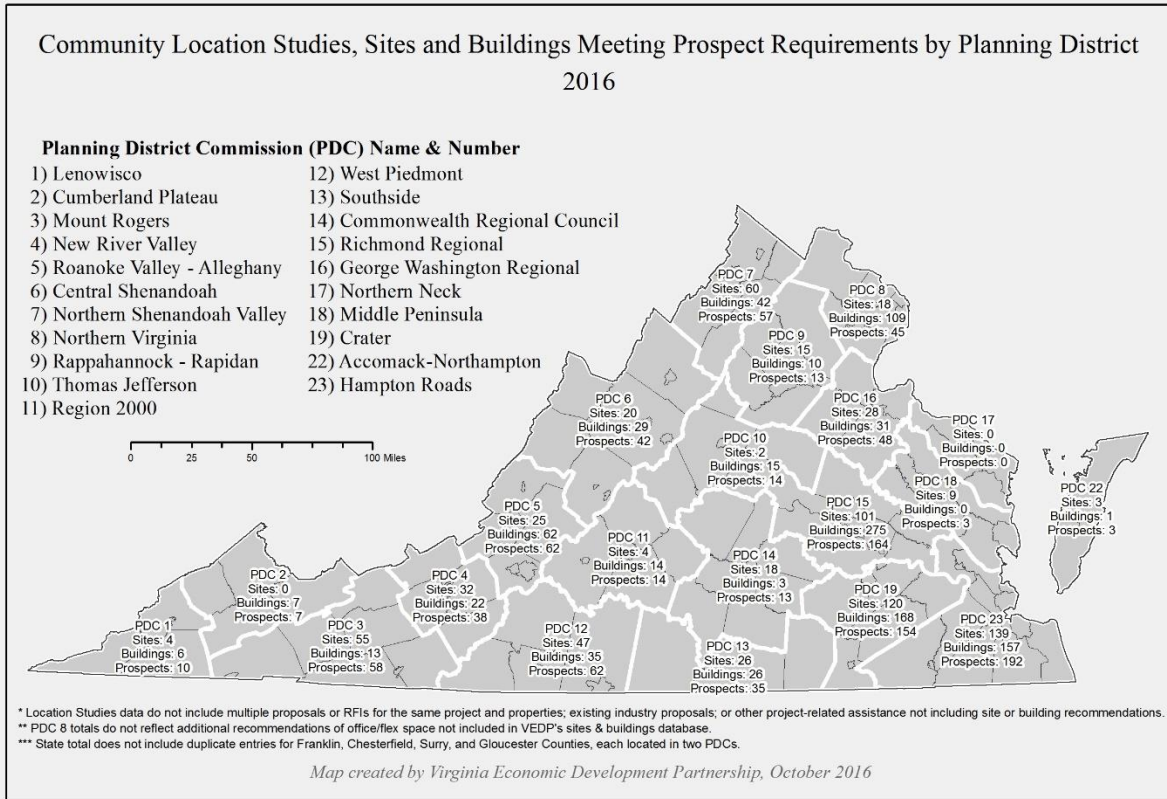 Community Location Studies, Sites and Buildings Meeting Prospect Requirements by Planning District
2016
Planning District Commission (PDC) Name & Number
1) Lenowisco
2) Cumberland Plateau
3) Mount Rogers
4) New River Valley
5) Roanoke Valley - Alleghany
6) Central Shenandoah
7) Northern Shenandoah Valley
8) Northern Virginia
9) Rappahannock - Rapidan
10) Thomas Jefferson
11) Region 2000
12) West Piedmont
13) Southside
14) Commonwealth Regional Council
15) Richmond Regional
16) George Washington Regional
17) Northern Neck
18) Middle Peninsula
19) Crater
22) Accomack-Northampton
23) Hampton Roads
0 25 50 100 Miles
PDC 7
Sites: 60
Buildings: 42
Prospects: 57
PDC 8
Sites: 18
Buildings: 109
Prospects: 45
PDC 9
Sites: 15
Buildings: 10
Prospects: 13
PDC 6
Sites: 20
Buildings: 29
Prospects: 42
PDC 16
Sites: 28
Buildings: 31
Prospects: 48
PDC 17
Sites: 0
Buildings: 0
Prospects: 0
PDC 10
Sites: 2
Buildings: 15
Prospects: 14
PDC 18
Sites: 9
Buildings: 0
Prospects: 3
PDC 22
Sites: 3
Buildings: 1
Prospects: 3
PDC 5
Sites: 25
Buildings: 62
Prospects: 62
PDC 15
Sites: 101
Buildings: 275
Prospects: 164
PDC 11
Sites: 4
Buildings: 14
Prospects: 14
PDC 14
Sites: 18
Buildings: 3
Prospects: 13
PDC 2
Sites: 0
Buildings: 7
Prospects: 7
PDC 4
Sites: 32
Buildings: 22
Prospects: 38
PDC 19
Sites: 120
Buildings: 168
Prospects: 154
PDC 1
Sites: 4
Buildings: 6
Prospects: 10
PDC 3
Sites: 55
Buildings: 13
Prospects: 58
PDC 12
Sites: 47
Buildings: 35
Prospects: 62
PDC 13
Sites: 26
Buildings: 26
Prospects: 35
PDC 23
Sites: 139
Buildings: 157
Prospects: 192
* Location Studies data do not include multiple proposals or RFIs for the same project and properties; existing industry proposals; or other project-related assistance not including site or building recommendations.
** PDC 8 totals do not reflect additional recommendations of office/flex space not included in VEDP's sites & buildings database.
*** State total does not include duplicate entries for Franklin, Chesterfield, Surry, and Gloucester Counties, each located in two PDCs.
Map created by Virginia Economic Development Partnership, October 2016